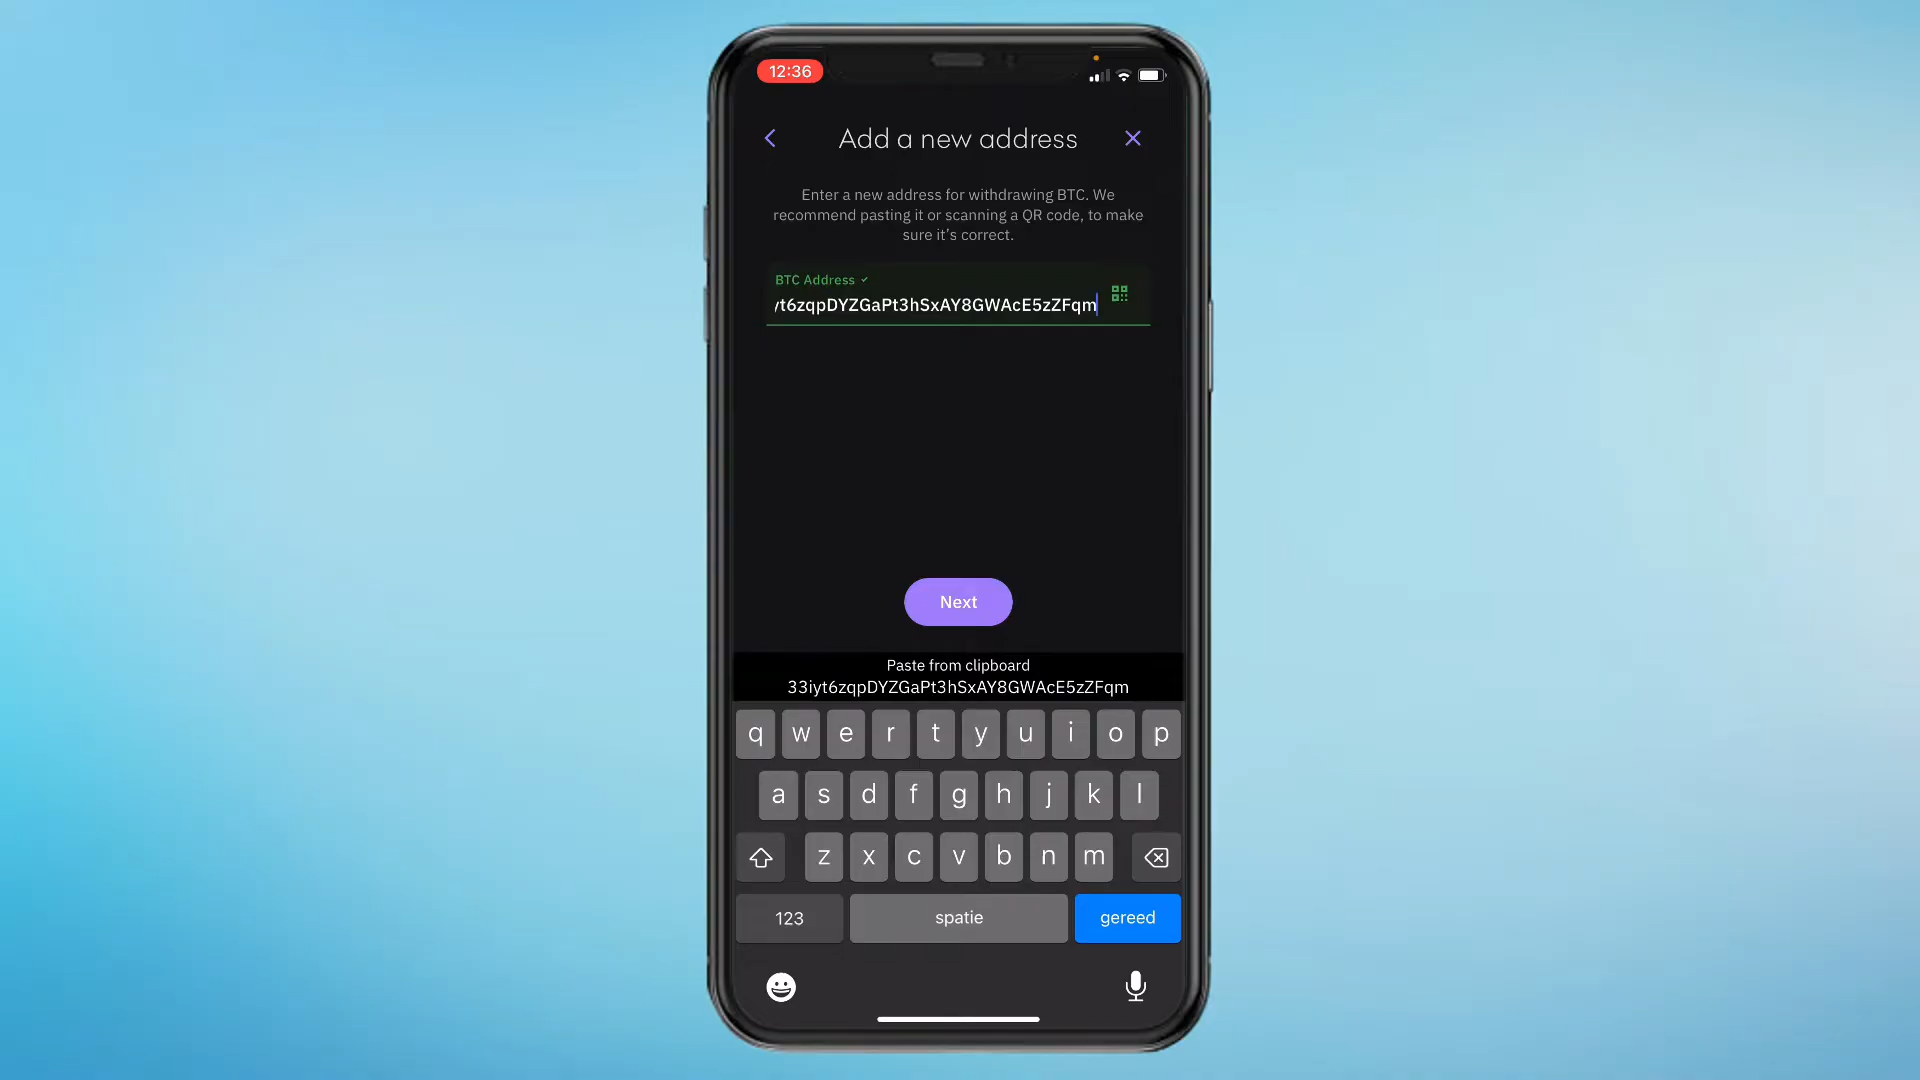 12:36
Add a new address
Enter a new address for withdrawing BTC. We
recommend pasting it or scanning a QR code, to make
sure it's correct.
BTC Address ✓
yt6zqpDYZGaPt3hSxAY8GWAcE5zZFqm
Next
Paste from clipboard
33iyt6zqpDYZGaPt3hSxAY8GWAcE5zZFqm
q w e r t y u i o p
a s d f g h j k l
z x c v b n m
123 spatie gereed